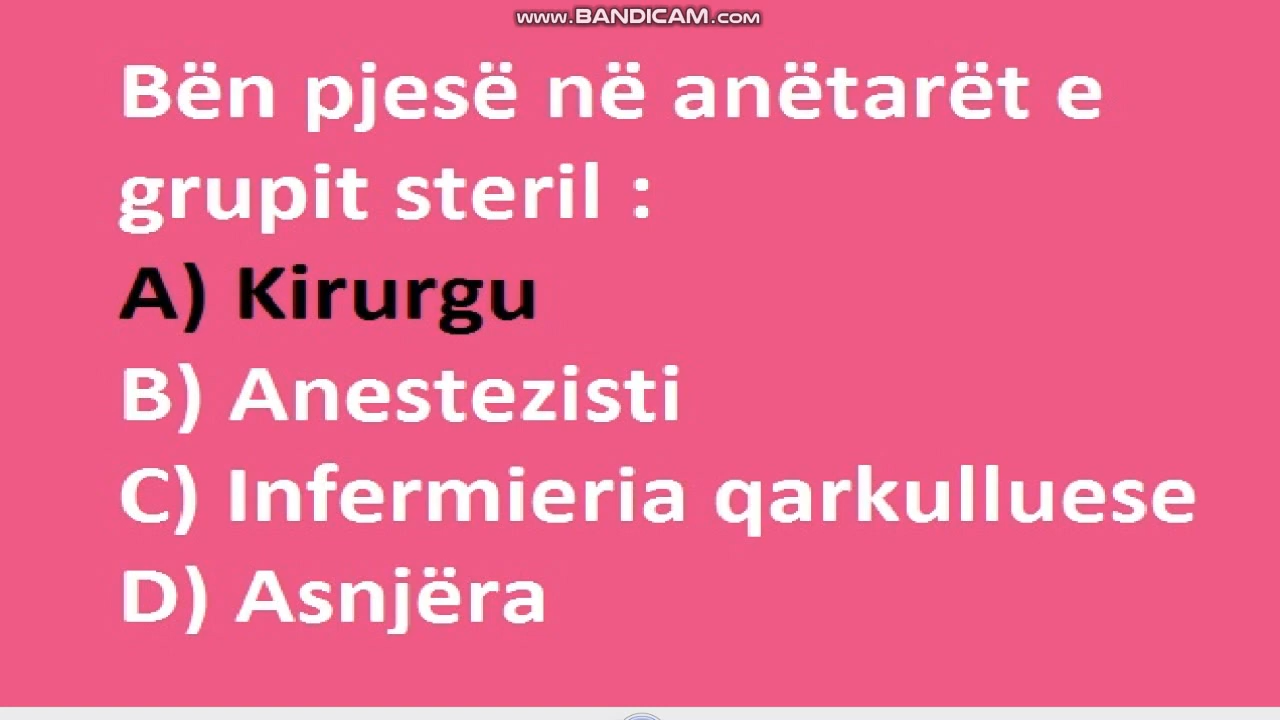 www.BANDICAM.com
Bën pjesë në anëtarët e
grupit steril :
A) Kirurgu
B) Anestezisti
C) Infermieria qarkulluese
D) Asnjëra